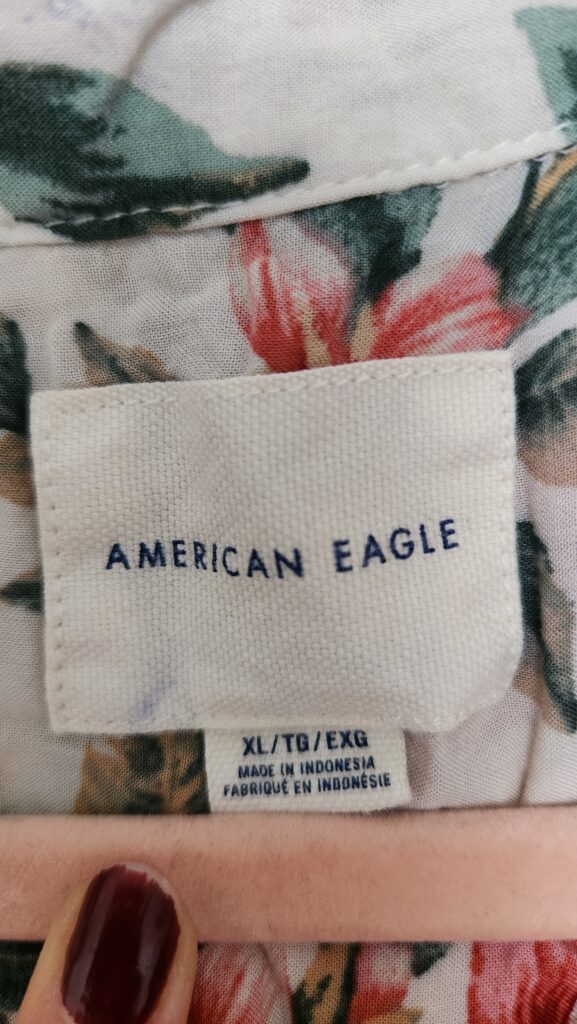 AMERICAN EAGLE
XL/TG/EXG
MADE IN INDONESIA
FABRIQUÉ EN INDONÉSIE